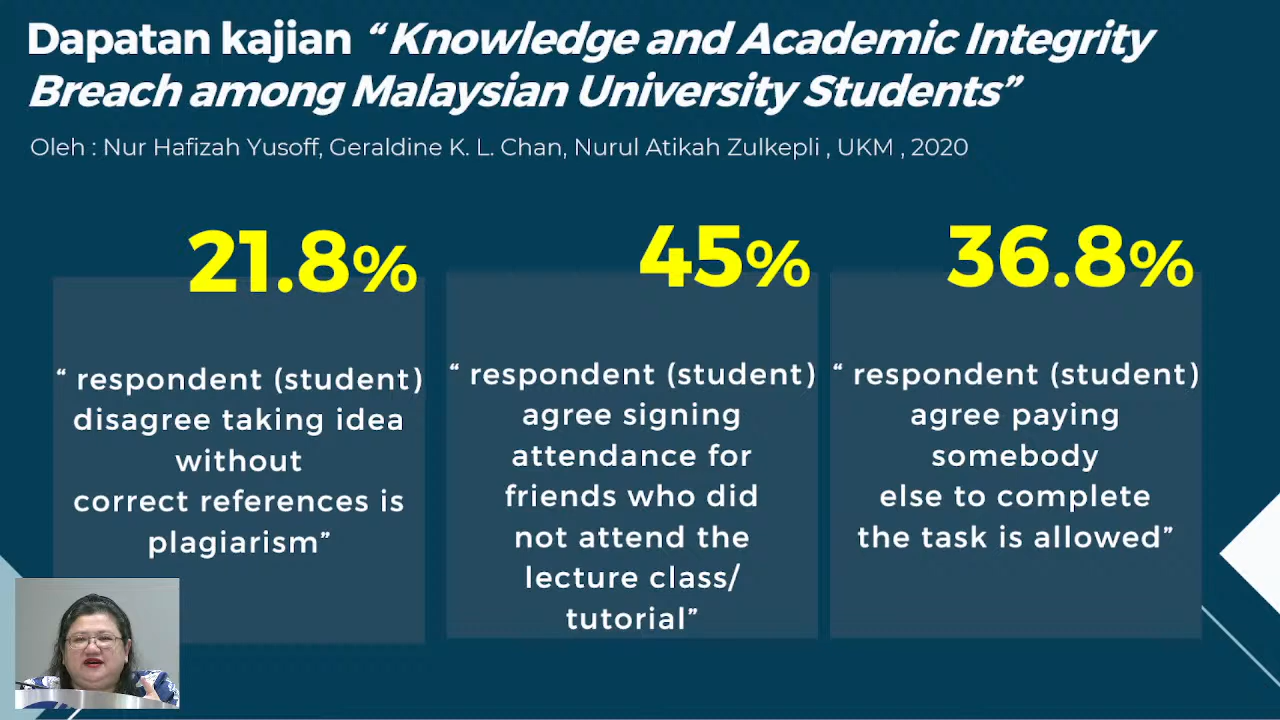 Dapatan kajian “Knowledge and Academic Integrity
Breach among Malaysian University Students”
Oleh : Nur Hafizah Yusoff, Geraldine K. L. Chan, Nurul Atikah Zulkepli , UKM , 2020
21.8%
“ respondent (student)
disagree taking idea
without
correct references is
plagiarism”
45%
“ respondent (student)
agree signing
attendance for
friends who did
not attend the
lecture class/
tutorial”
36.8%
“ respondent (student)
agree paying
somebody
else to complete
the task is allowed”